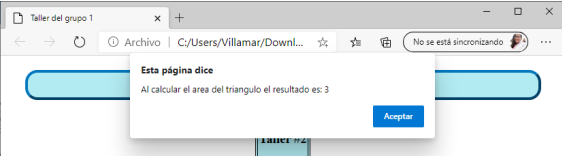 Taller del grupo 1
Archivo | C:/Users/Villamar/Downl...
No se está sincronizando
Esta página dice
Al calcular el area del triangulo el resultado es: 3
Aceptar
Taller #2